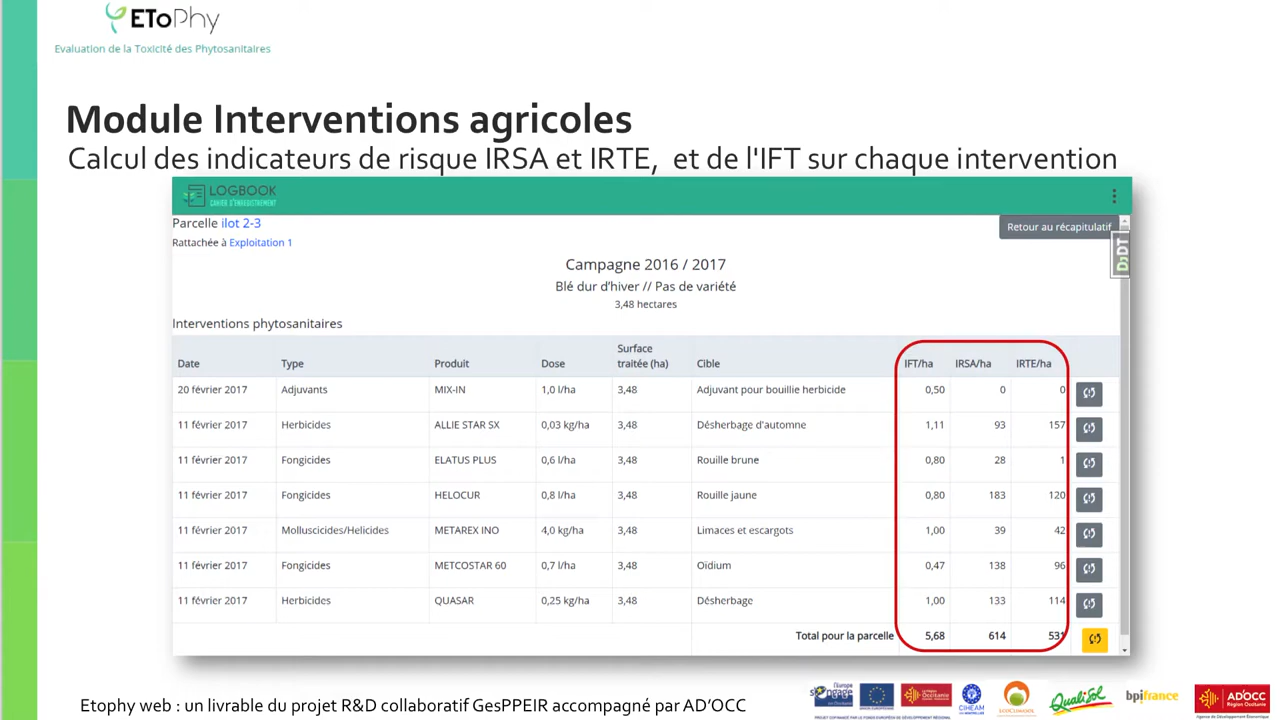 EToPhy
Evaluation de la Toxicité des Phytosanitaires
Module Interventions agricoles
Calcul des indicateurs de risque IRSA et IRTE, et de l'IFT sur chaque intervention
LOGBOOK
CAHIER D'ENREGISTREMENT
Parcelle ilot 2-3
Retour au récapitulatif
Rattachée à Exploitation 1
Campagne 2016 / 2017
Blé dur d'hiver // Pas de variété
3,48 hectares
Interventions phytosanitaires
Date Type Produit Dose Surface traitée (ha) Cible IFT/ha IRSA/ha IRTE/ha
20 février 2017 Adjuvants MIX-IN 1,0 l/ha 3,48 Adjuvant pour bouillie herbicide 0,50 0 0
11 février 2017 Herbicides ALLIE STAR SX 0,03 kg/ha 3,48 Désherbage d'automne 1,11 93 157
11 février 2017 Fongicides ELATUS PLUS 0,6 l/ha 3,48 Rouille brune 0,80 28 1
11 février 2017 Fongicides HELOCUR 0,8 l/ha 3,48 Rouille jaune 0,80 183 120
11 février 2017 Molluscicides/Helicides METAREX INO 4,0 kg/ha 3,48 Limaces et escargots 1,00 39 42
11 février 2017 Fongicides METCOSTAR 60 0,7 l/ha 3,48 Oïdium 0,47 138 96
11 février 2017 Herbicides QUASAR 0,25 kg/ha 3,48 Désherbage 1,00 133 114
Total pour la parcelle 5,68 614 531
Etophy web : un livrable du projet R&D collaboratif GesPPEIR accompagné par AD'OCC
l'Europe s'engage
CIHEAM
QualiSol
bpifrance
AD'OCC